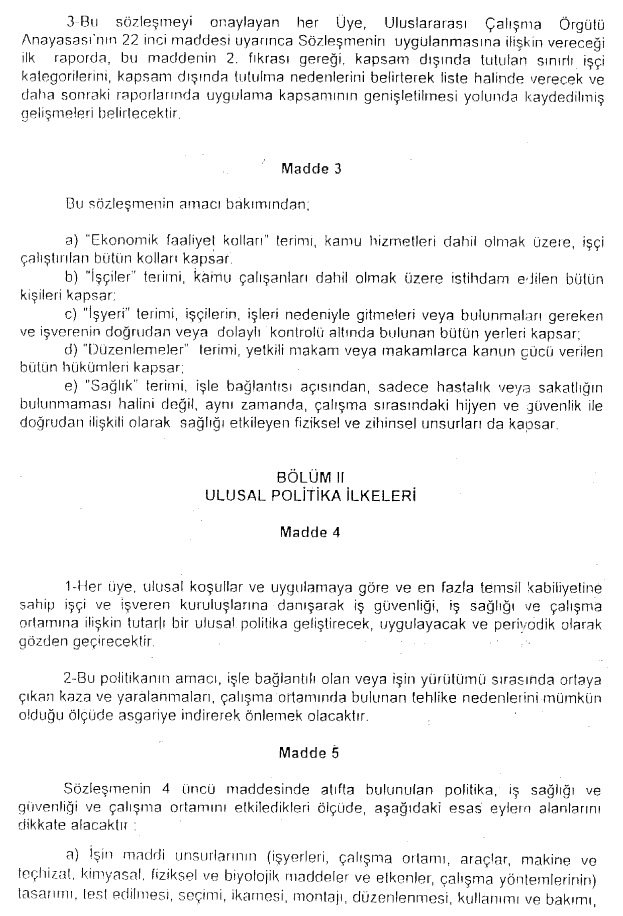 3-Bu sözleşmeyi onaylayan her Üye, Uluslararası Çalışma Örgütü
Anayasası'nın 22 inci maddesi uyarınca Sözleşmenin uygulanmasına ilişkin vereceği
ilk raporda, bu maddenin 2. fıkrası gereği, kapsam dışında tutulan sınırlı işçi
kategorilerini, kapsam dışında tutulma nedenlerini belirterek liste halinde verecek ve
daha sonraki raporlarında uygulama kapsamının genişletilmesi yolunda kaydedilmiş
gelişmeleri belirtecektir.
Madde 3
Bu sözleşmenin amacı bakımından;
a) "Ekonomik faaliyet kolları" terimi, kamu hizmetleri dahil olmak üzere, işçi
çalıştırılan bütün kolları kapsar.
b) "İşçiler" terimi, kamu çalışanları dahil olmak üzere istihdam edilen bütün
kişileri kapsar;
c) "İşyeri" terimi, işçilerin, işleri nedeniyle gitmeleri veya bulunmaları gereken
ve işverenin doğrudan veya dolaylı kontrolü altında bulunan bütün yerleri kapsar;
d) "Düzenlemeler" terimi, yetkili makam veya makamlarca kanun gücü verilen
bütün hükümleri kapsar;
e) "Sağlık" terimi, işle bağlantısı açısından, sadece hastalık veya sakatlığın
bulunmaması halini değil, aynı zamanda, çalışma sırasındaki hijyen ve güvenlik ile
doğrudan ilişkili olarak sağlığı etkileyen fiziksel ve zihinsel unsurları da kapsar.
BÖLÜM II
ULUSAL POLİTİKA İLKELERİ
Madde 4
1-Her üye, ulusal koşullar ve uygulamaya göre ve en fazla temsil kabiliyetine
sahip işçi ve işveren kuruluşlarına danışarak iş güvenliği, iş sağlığı ve çalışma
ortamına ilişkin tutarlı bir ulusal politika geliştirecek, uygulayacak ve periyodik olarak
gözden geçirecektir.
2-Bu politikanın amacı, işle bağlantılı olan veya işin yürütümü sırasında ortaya
çıkan kaza ve yaralanmaları, çalışma ortamında bulunan tehlike nedenlerini mümkün
olduğu ölçüde asgariye indirerek önlemek olacaktır.
Madde 5
Sözleşmenin 4 üncü maddesinde atıfta bulunulan politika, iş sağlığı ve
güvenliği ve çalışma ortamını etkiledikleri ölçüde, aşağıdaki esas eylem alanlarını
dikkate alacaktır :
a) İşin maddi unsurlarının (işyerleri, çalışma ortamı, araçlar, makine ve
teçhizat, kimyasal, fiziksel ve biyolojik maddeler ve etkenler, çalışma yöntemlerinin)
tasarımı, test edilmesi, seçimi, ikamesi, montajı, düzenlenmesi, kullanımı ve bakımı,